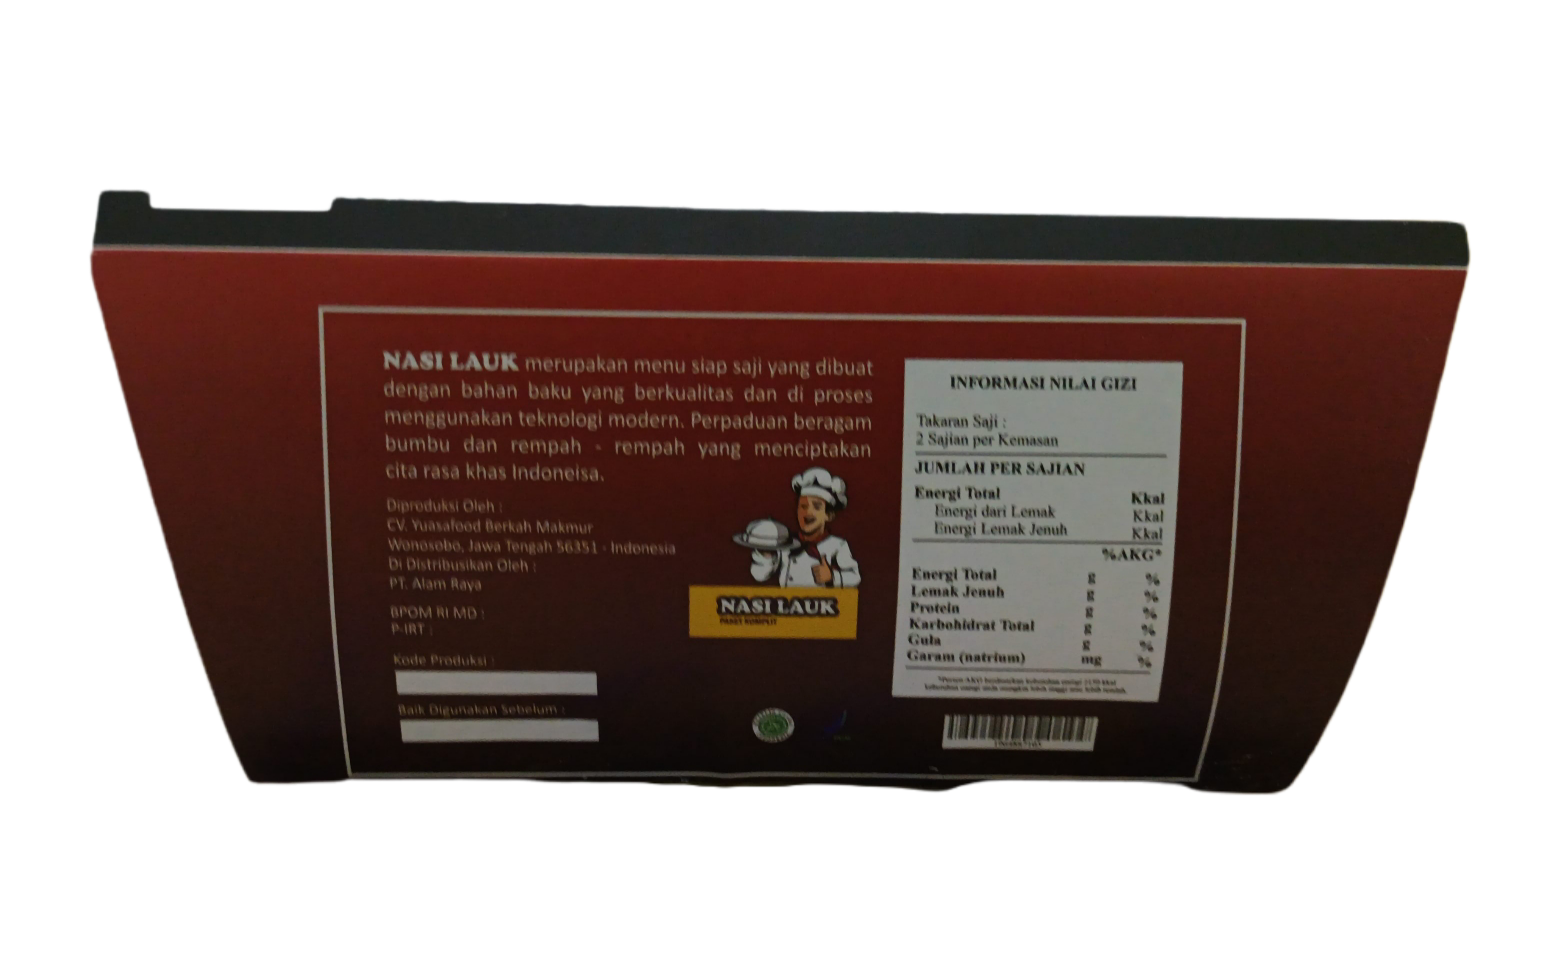 NASI LAUK merupakan menu siap saji yang dibuat
dengan bahan baku yang berkualitas dan di proses
menggunakan teknologi modern. Perpaduan beragam
bumbu dan rempah - rempah yang menciptakan
cita rasa khas Indoneisa.
Diproduksi Oleh :
CV. Yuasafood Berkah Makmur
Wonosobo, Jawa Tengah 56351 - Indonesia
Di Distribusikan Oleh :
PT. Alam Raya
BPOM RI MD :
P-IRT :
Kode Produksi :
Baik Digunakan Sebelum :
NASI LAUK
PAKET KOMPLIT
INFORMASI NILAI GIZI
Takaran Saji :
2 Sajian per Kemasan
JUMLAH PER SAJIAN
Energi Total Kkal
Energi dari Lemak Kkal
Energi Lemak Jenuh Kkal
%AKG*
Energi Total g %
Lemak Jenuh g %
Protein g %
Karbohidrat Total g %
Gula g %
Garam (natrium) mg %